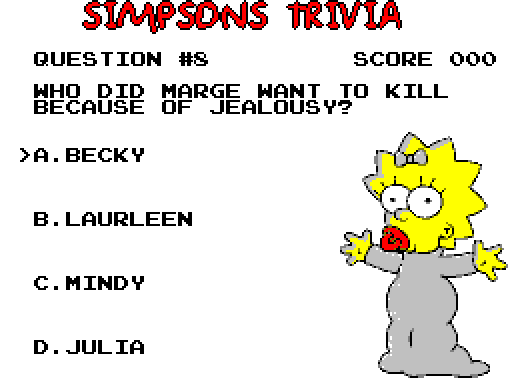 SIMPSONS TRIVIA
QUESTION #8 SCORE 000
WHO DID MARGE WANT TO KILL
BECAUSE OF JEALOUSY?
>A.BECKY
B.LAURLEEN
C.MINDY
D.JULIA